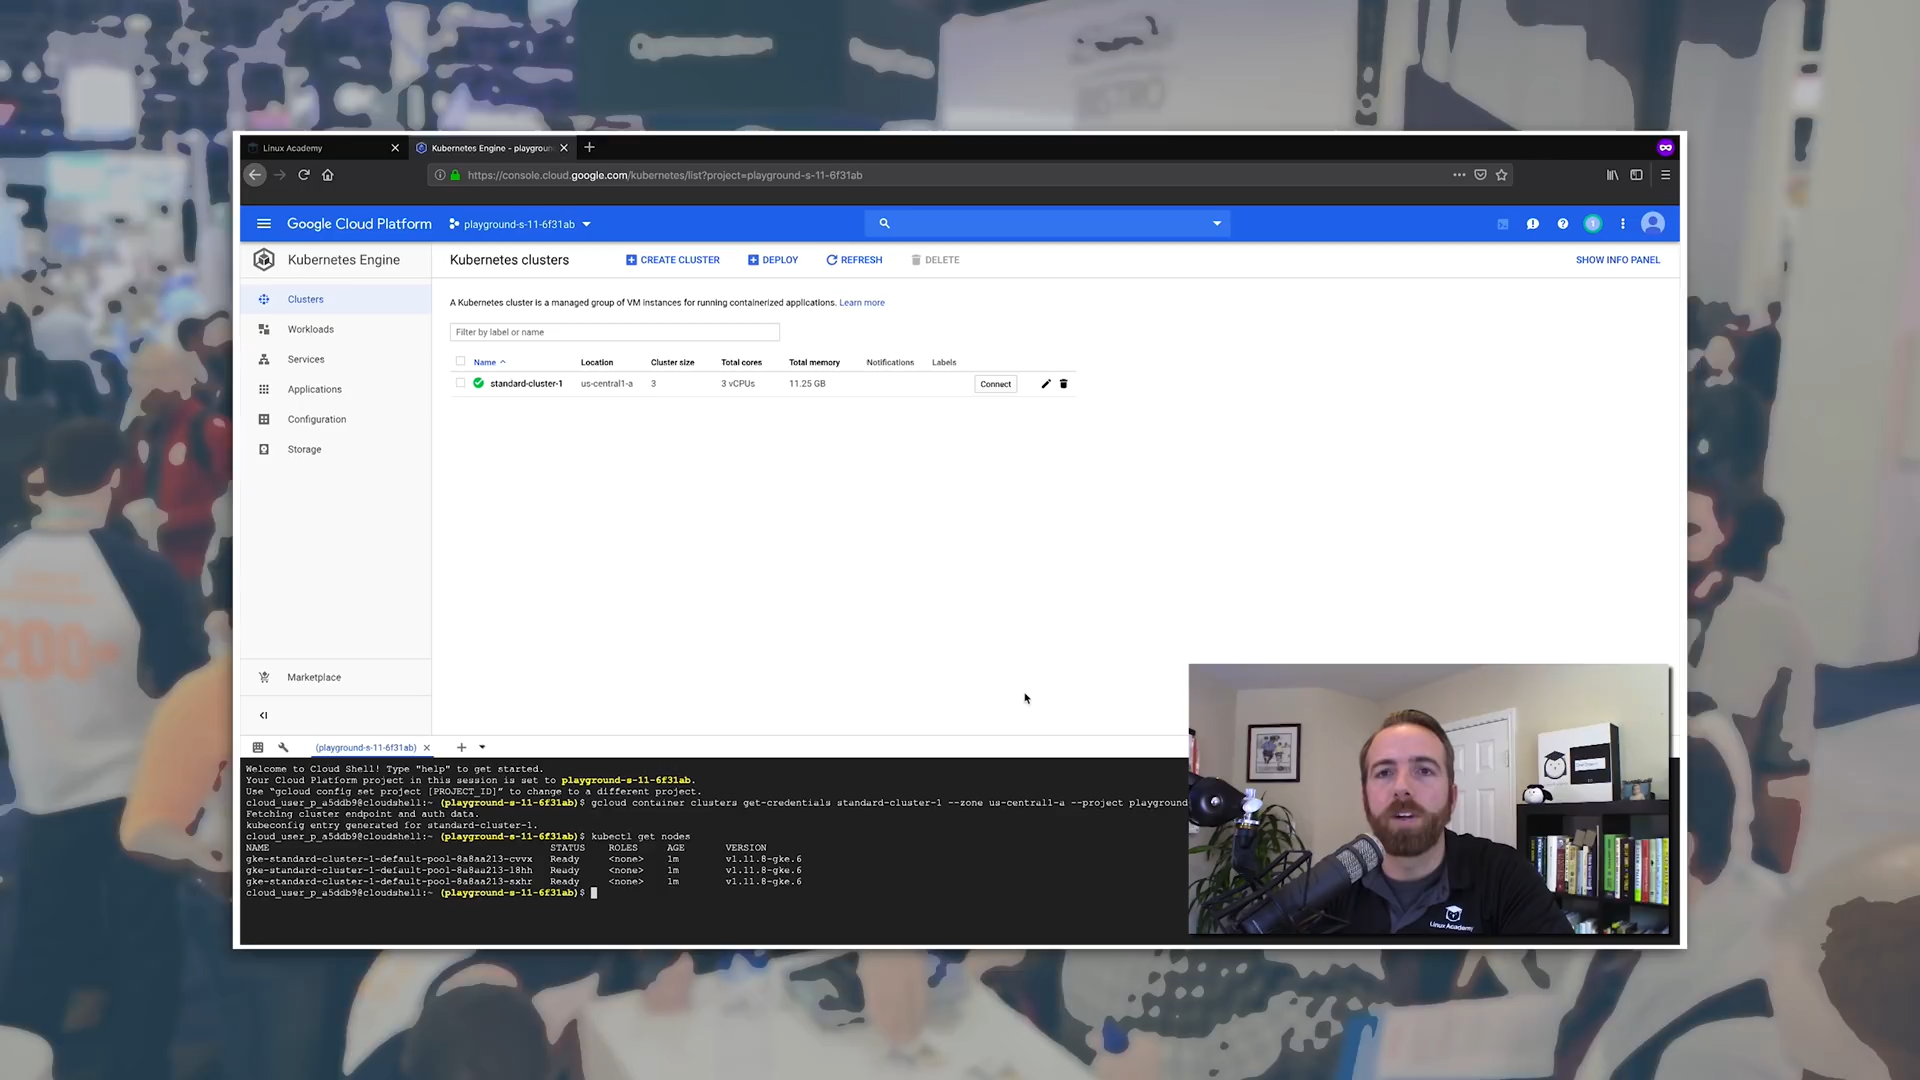 BISTRO
200+
Linux Academy
Kubernetes Engine - playgroun
https://console.cloud.google.com/kubernetes/list?project=playground-s-11-6f31ab
Google Cloud Platform
playground-s-11-6f31ab
1
Kubernetes Engine
Kubernetes clusters
CREATE CLUSTER
DEPLOY
REFRESH
DELETE
SHOW INFO PANEL
Clusters
Workloads
Services
Applications
Configuration
Storage
Marketplace
A Kubernetes cluster is a managed group of VM instances for running containerized applications. Learn more
Filter by label or name
Name Location Cluster size Total cores Total memory Notifications Labels
standard-cluster-1 us-central1-a 3 3 vCPUs 11.25 GB Connect
(playground-s-11-6f31ab)
Welcome to Cloud Shell! Type "help" to get started.
Your Cloud Platform project in this session is set to playground-s-11-6f31ab.
Use "gcloud config set project [PROJECT_ID]" to change to a different project.
cloud_user_p_a5ddb9@cloudshell:~ (playground-s-11-6f31ab)$ gcloud container clusters get-credentials standard-cluster-1 --zone us-central1-a --project playground
Fetching cluster endpoint and auth data.
kubeconfig entry generated for standard-cluster-1.
cloud_user_p_a5ddb9@cloudshell:~ (playground-s-11-6f31ab)$ kubectl get nodes
NAME STATUS ROLES AGE VERSION
gke-standard-cluster-1-default-pool-8a8aa213-cvvx Ready <none> 1m v1.11.8-gke.6
gke-standard-cluster-1-default-pool-8a8aa213-l8hh Ready <none> 1m v1.11.8-gke.6
gke-standard-cluster-1-default-pool-8a8aa213-sxhr Ready <none> 1m v1.11.8-gke.6
cloud_user_p_a5ddb9@cloudshell:~ (playground-s-11-6f31ab)$
Linux Academy